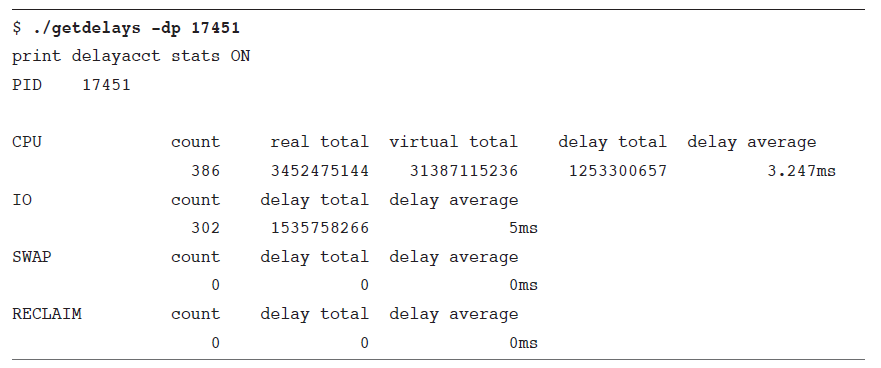 $ ./getdelays -dp 17451
print delayacct stats ON
PID    17451

CPU             count     real total  virtual total    delay total  delay average
                  386     3452475144    31387115236     1253300657          3.247ms
IO              count    delay total  delay average
                  302     1535758266              5ms
SWAP            count    delay total  delay average
                    0              0              0ms
RECLAIM         count    delay total  delay average
                    0              0              0ms